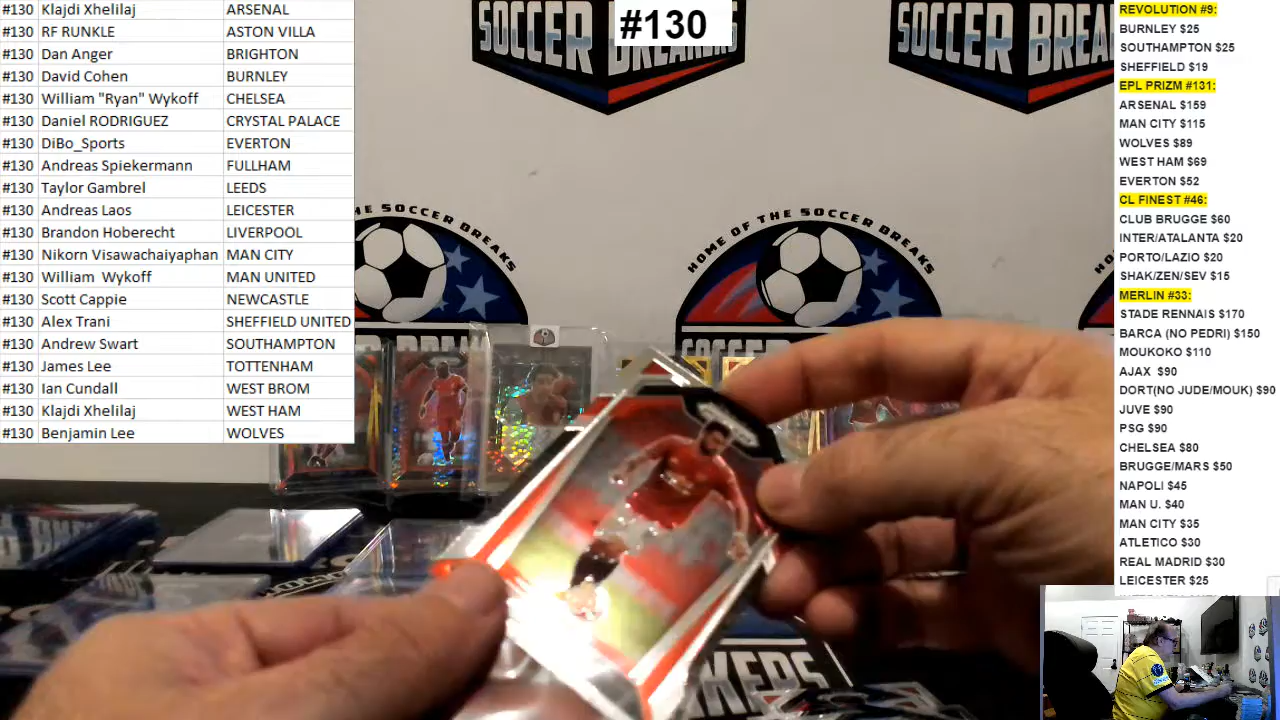 #130 Klajdi Xhelilaj ARSENAL
#130 RF RUNKLE ASTON VILLA
#130 Dan Anger BRIGHTON
#130 David Cohen BURNLEY
#130 William "Ryan" Wykoff CHELSEA
#130 Daniel RODRIGUEZ CRYSTAL PALACE
#130 DiBo_Sports EVERTON
#130 Andreas Spiekermann FULLHAM
#130 Taylor Gambrel LEEDS
#130 Andreas Laos LEICESTER
#130 Brandon Hoberecht LIVERPOOL
#130 Nikorn Visawachaiyaphan MAN CITY
#130 William Wykoff MAN UNITED
#130 Scott Cappie NEWCASTLE
#130 Alex Trani SHEFFIELD UNITED
#130 Andrew Swart SOUTHAMPTON
#130 James Lee TOTTENHAM
#130 Ian Cundall WEST BROM
#130 Klajdi Xhelilaj WEST HAM
#130 Benjamin Lee WOLVES
#130
SOCCER BREAKERS
SOCCER BREA
HE SOCCER BREAKS
HOME OF THE SOCCER BREAKS
HO
KERS
REVOLUTION #9:
BURNLEY $25
SOUTHAMPTON $25
SHEFFIELD $19
EPL PRIZM #131:
ARSENAL $159
MAN CITY $115
WOLVES $89
WEST HAM $69
EVERTON $52
CL FINEST #46:
CLUB BRUGGE $60
INTER/ATALANTA $20
PORTO/LAZIO $20
SHAK/ZEN/SEV $15
MERLIN #33:
STADE RENNAIS $170
BARCA (NO PEDRI) $150
MOUKOKO $110
AJAX $90
DORT(NO JUDE/MOUK) $90
JUVE $90
PSG $90
CHELSEA $80
BRUGGE/MARS $50
NAPOLI $45
MAN U. $40
MAN CITY $35
ATLETICO $30
REAL MADRID $30
LEICESTER $25